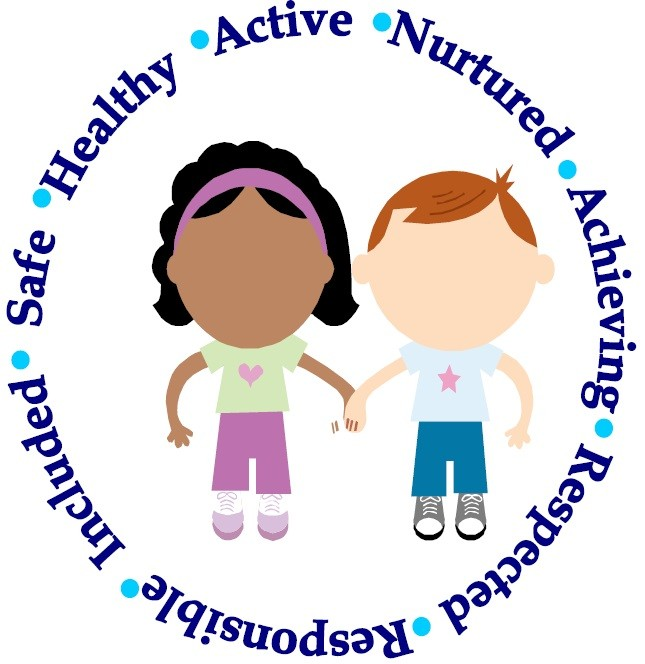 Safe • Healthy • Active • Nurtured • Achieving • Respected • Responsible • Included •